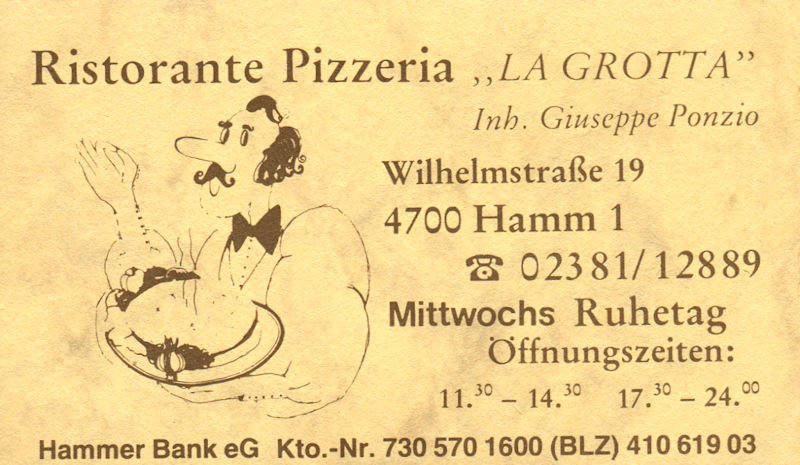 Ristorante Pizzeria „LA GROTTA”
Inh. Giuseppe Ponzio
Wilhelmstraße 19
4700 Hamm 1
☎ 02381/12889
Mittwochs Ruhetag
Öffnungszeiten:
11.³⁰ – 14.³⁰ 17.³⁰ – 24.⁰⁰
Hammer Bank eG Kto.-Nr. 730 570 1600 (BLZ) 410 619 03